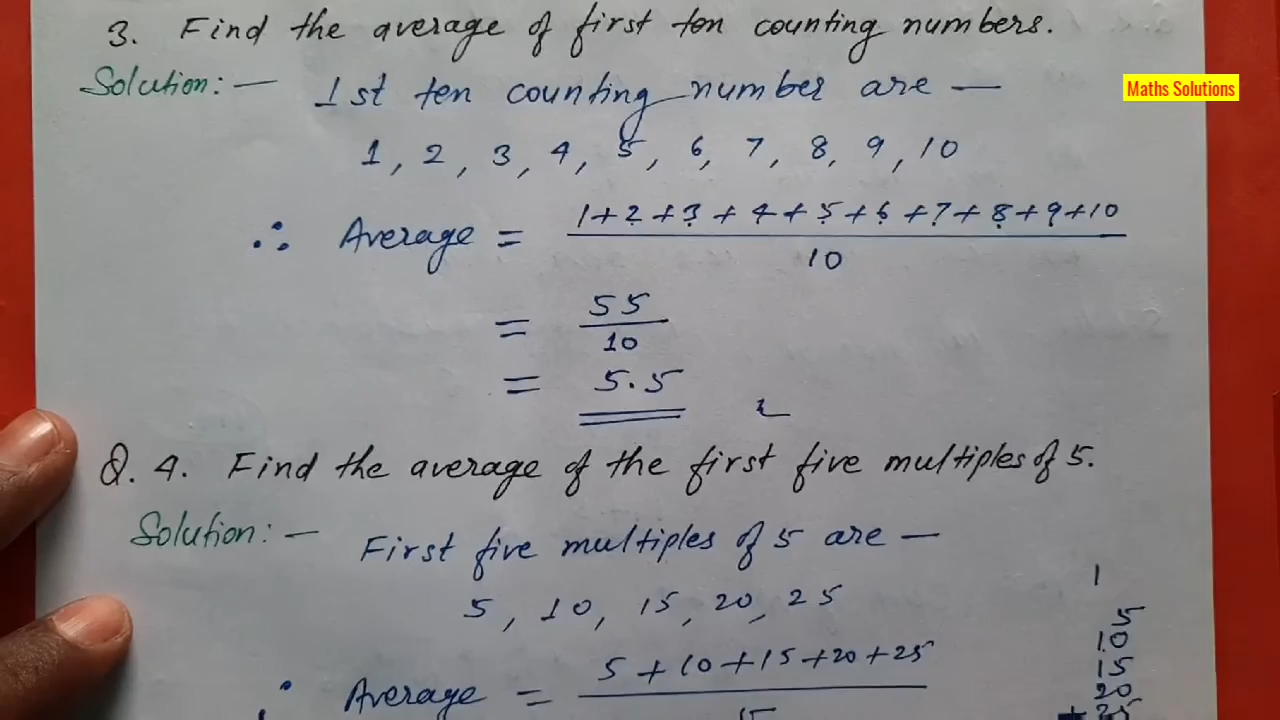 3. Find the average of first ten counting numbers.
Solution:— 1st ten counting number are —
Maths Solutions
1, 2, 3, 4, 5, 6, 7, 8, 9, 10
∴ Average = 1+2+3+4+5+6+7+8+9+10
10
= 55
10
= 5.5
Q. 4. Find the average of the first five multiples of 5.
Solution:— First five multiples of 5 are —
5, 10, 15, 20, 25
∴ Average = 5+10+15+20+25
1
5
10
15
20
+25